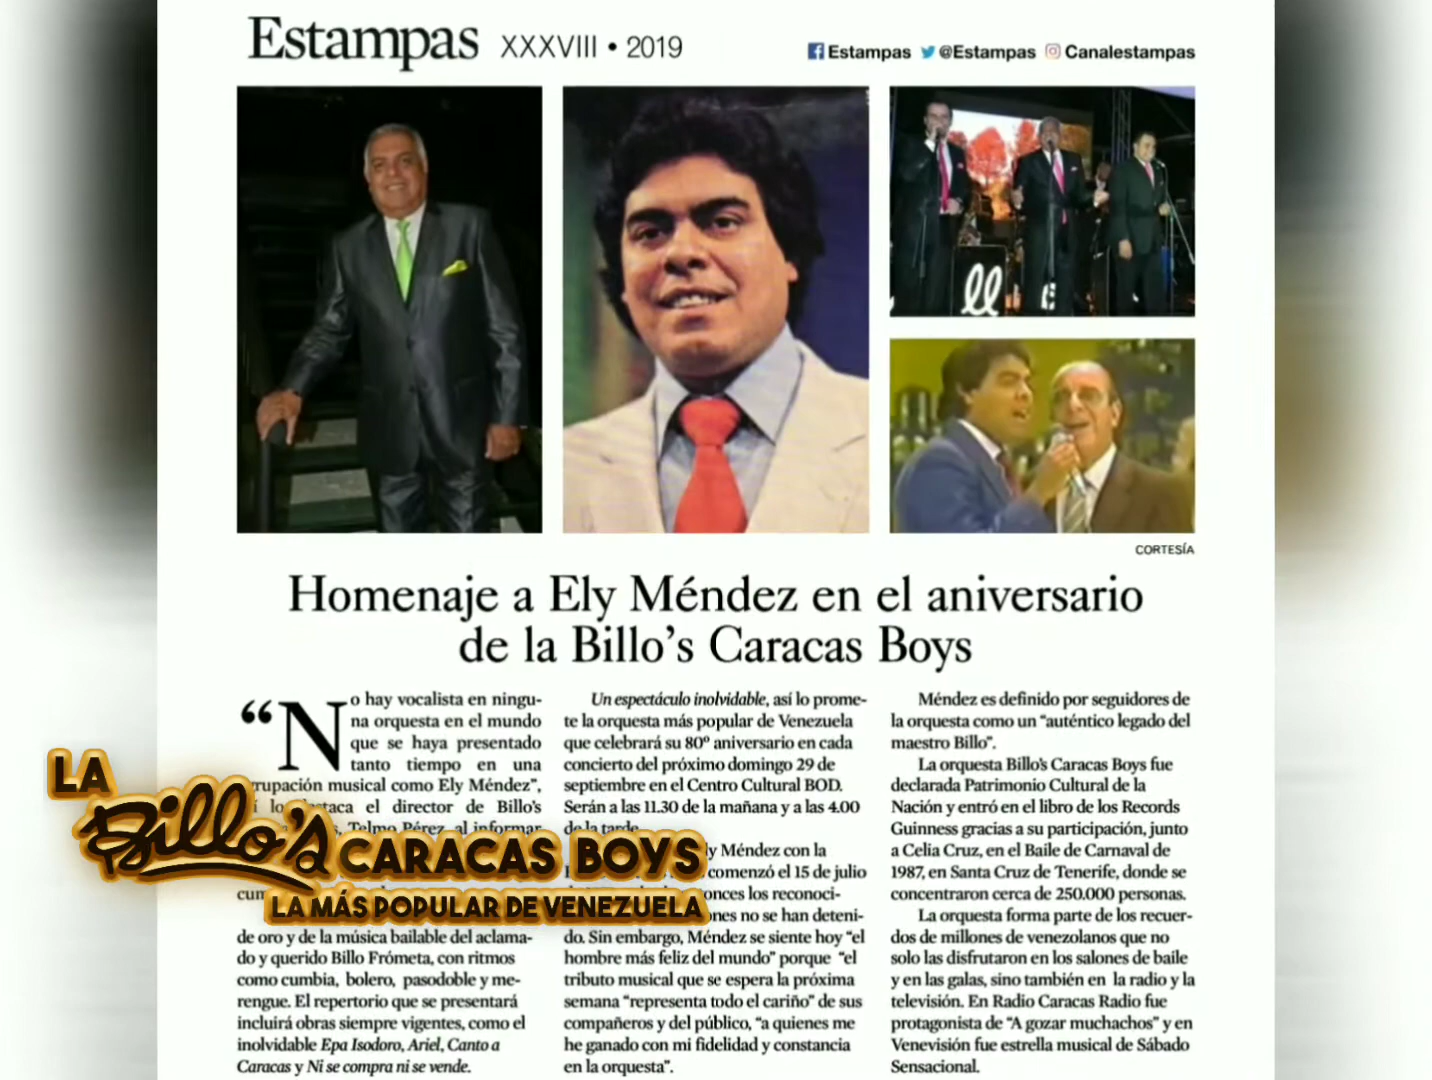 Estampas XXXVIII • 2019
Estampas @Estampas Canalestampas
ll
CORTESÍA
Homenaje a Ely Méndez en el aniversario
de la Billo's Caracas Boys
“No hay vocalista en ningu-
na orquesta en el mundo
que se haya presentado
tanto tiempo en una
rupación musical como Ely Méndez”,
lo destaca el director de Billo's
Telmo Pérez, al informar
cum
de oro y de la música bailable del aclama-
do y querido Billo Frómeta, con ritmos
como cumbia, bolero, pasodoble y me-
rengue. El repertorio que se presentará
incluirá obras siempre vigentes, como el
inolvidable Epa Isodoro, Ariel, Canto a
Caracas y Ni se compra ni se vende.
Un espectáculo inolvidable, así lo prome-
te la orquesta más popular de Venezuela
que celebrará su 80º aniversario en cada
concierto del próximo domingo 29 de
septiembre en el Centro Cultural BOD.
Serán a las 11.30 de la mañana y a las 4.00
de la tarde.
ly Méndez con la
comenzó el 15 de julio
onces los reconoci-
ones no se han deteni-
do. Sin embargo, Méndez se siente hoy “el
hombre más feliz del mundo” porque “el
tributo musical que se espera la próxima
semana “representa todo el cariño” de sus
compañeros y del público, “a quienes me
he ganado con mi fidelidad y constancia
en la orquesta”.
Méndez es definido por seguidores de
la orquesta como un “auténtico legado del
maestro Billo”.
La orquesta Billo's Caracas Boys fue
declarada Patrimonio Cultural de la
Nación y entró en el libro de los Records
Guinness gracias a su participación, junto
a Celia Cruz, en el Baile de Carnaval de
1987, en Santa Cruz de Tenerife, donde se
concentraron cerca de 250.000 personas.
La orquesta forma parte de los recuer-
dos de millones de venezolanos que no
solo las disfrutaron en los salones de baile
y en las galas, sino también en la radio y la
televisión. En Radio Caracas Radio fue
protagonista de “A gozar muchachos” y en
Venevisión fue estrella musical de Sábado
Sensacional.
LA
Billo's CARACAS BOYS
LA MÁS POPULAR DE VENEZUELA